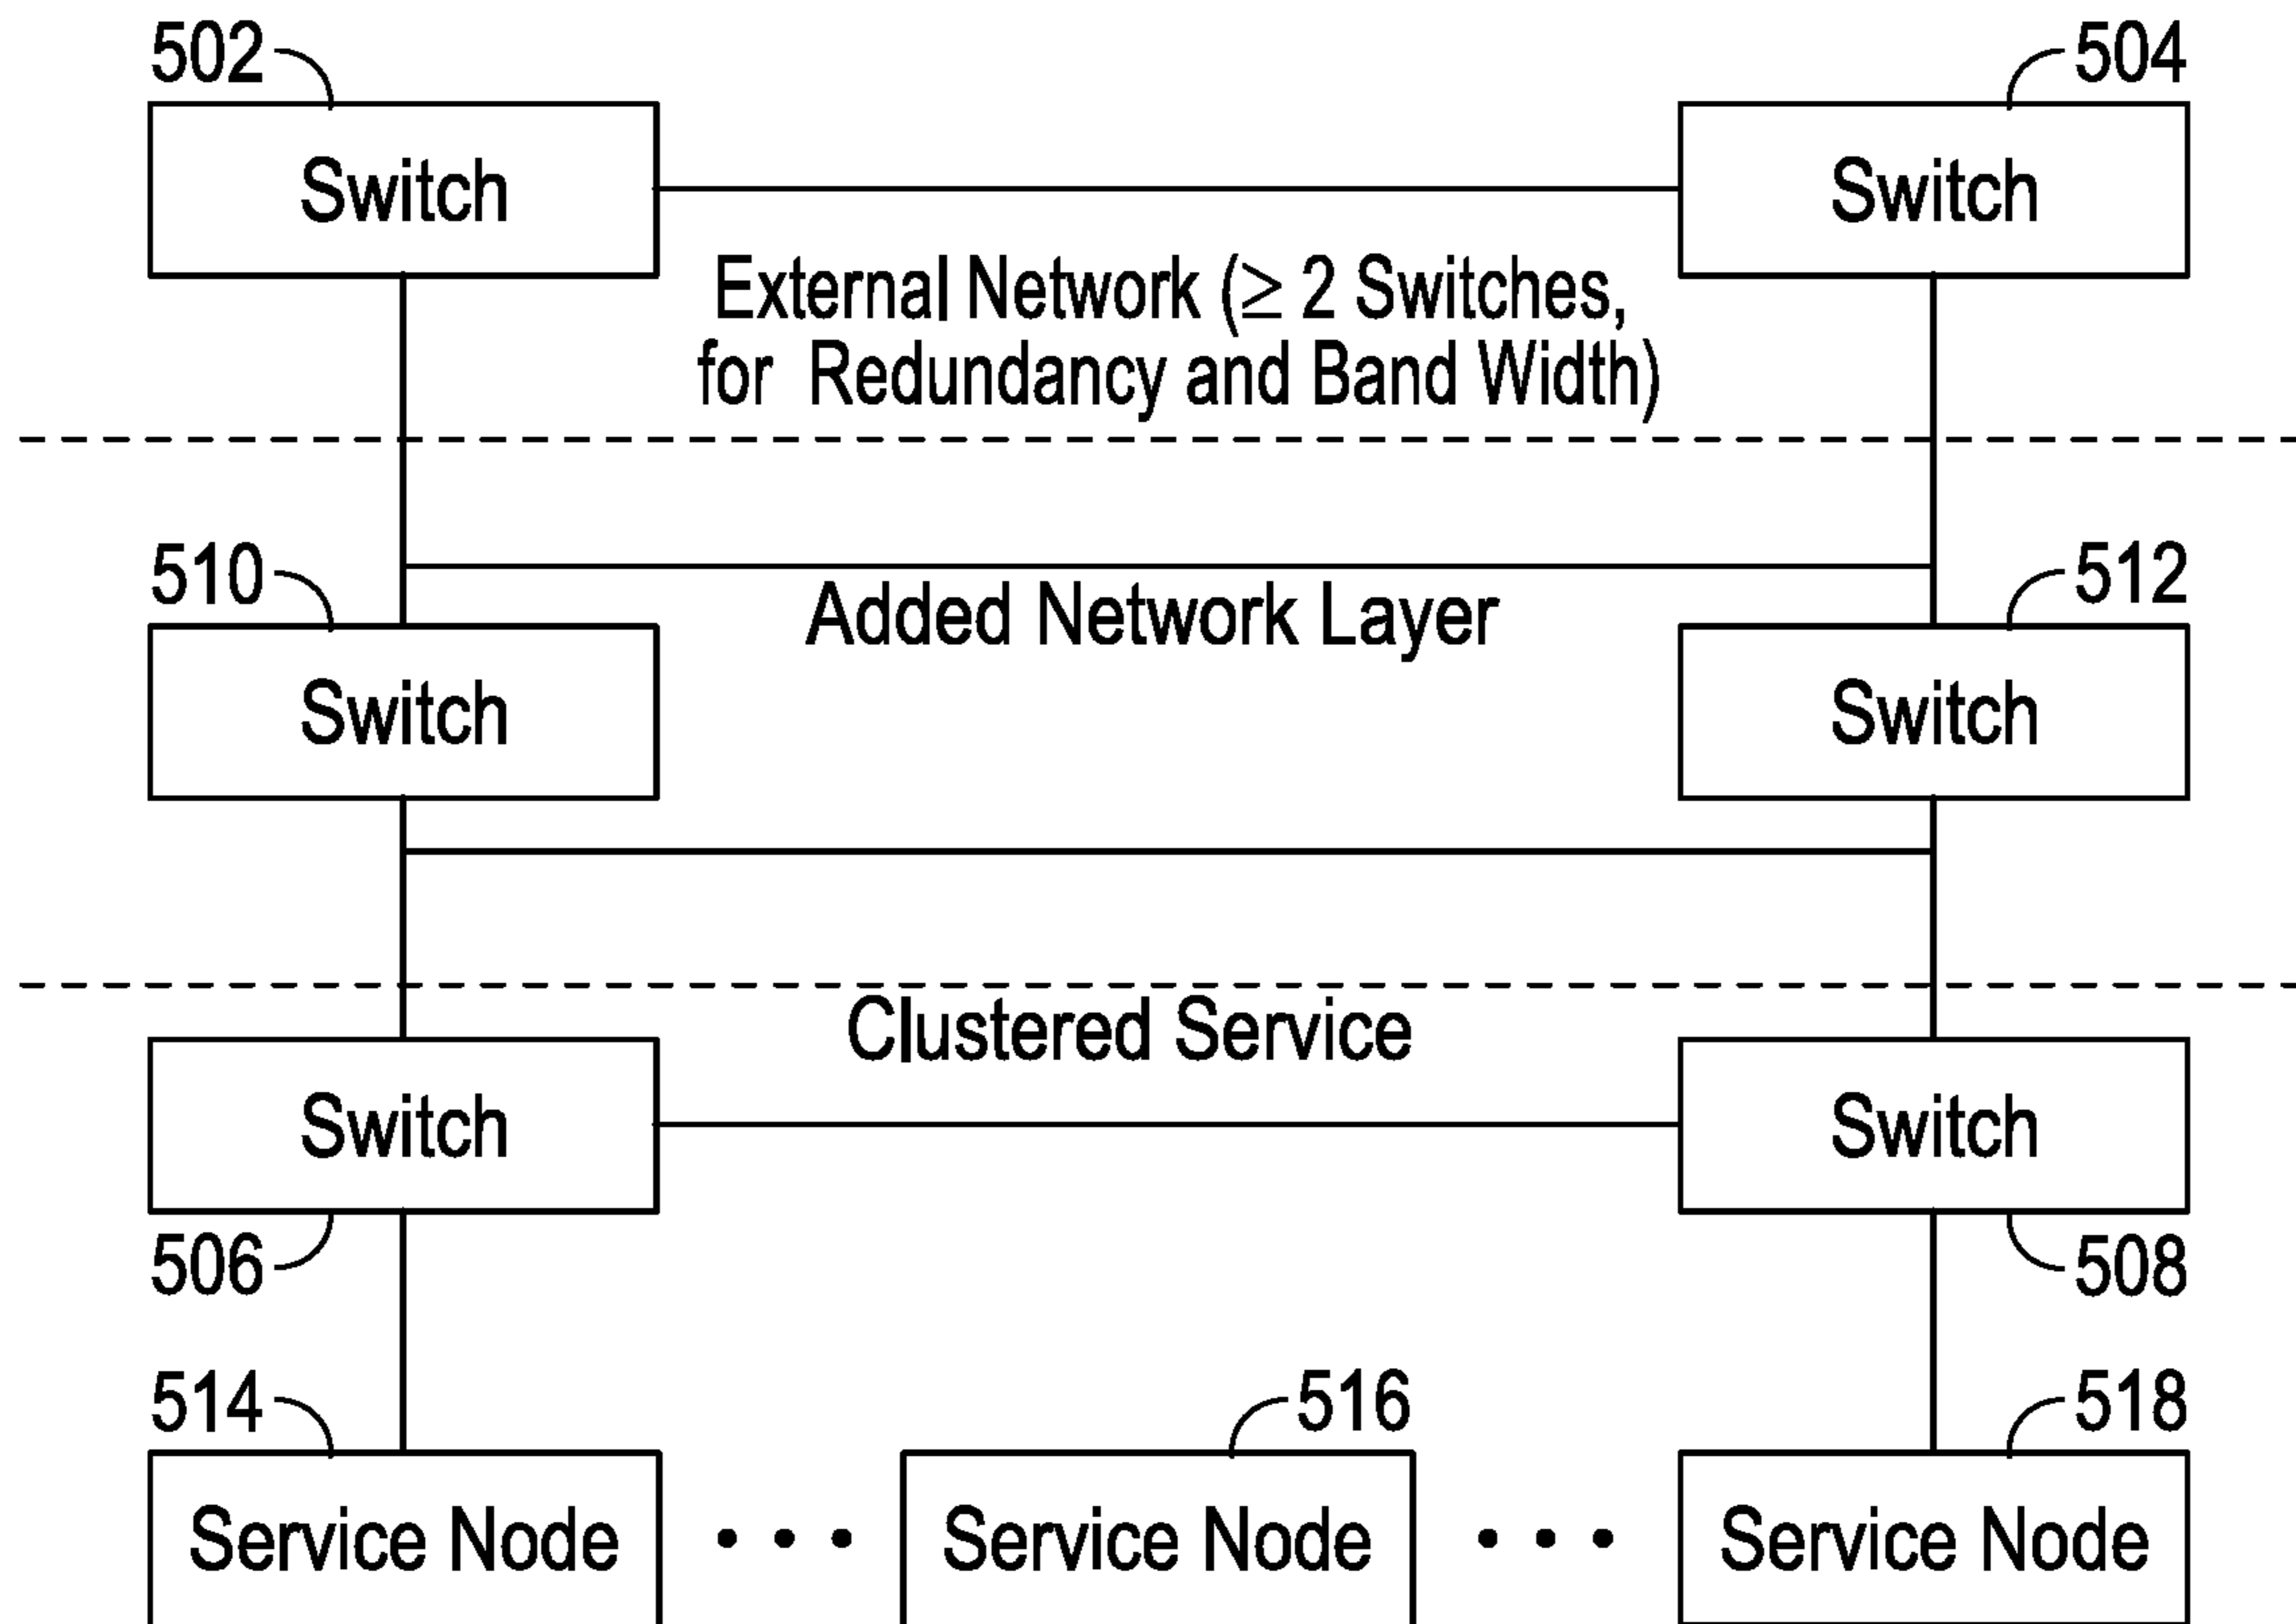 502
504
Switch
Switch
External Network (≥ 2 Switches,
for Redundancy and Band Width)
510
512
Added Network Layer
Switch
Switch
Clustered Service
Switch
Switch
506
508
514
516
518
Service Node
• • •
Service Node
• • •
Service Node